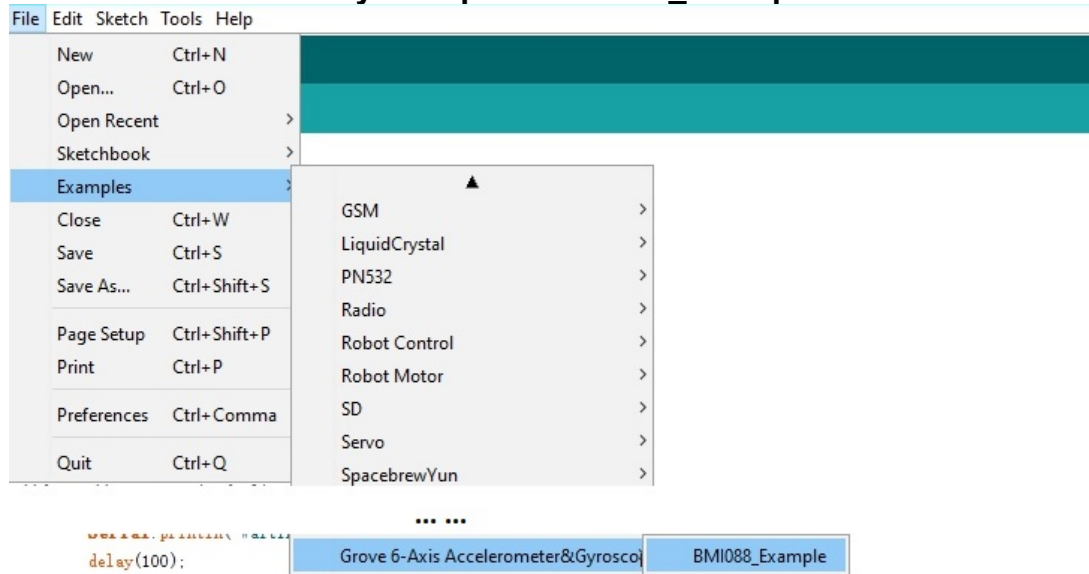 File Edit Sketch Tools Help
New Ctrl+N
Open... Ctrl+O
Open Recent >
Sketchbook >
Examples >
Close Ctrl+W
Save Ctrl+S
Save As... Ctrl+Shift+S
Page Setup Ctrl+Shift+P
Print Ctrl+P
Preferences Ctrl+Comma
Quit Ctrl+Q
▲
GSM >
LiquidCrystal >
PN532 >
Radio >
Robot Control >
Robot Motor >
SD >
Servo >
SpacebrewYun >
... ...
delay(100);
Grove 6-Axis Accelerometer&Gyrosco
BMI088_Example